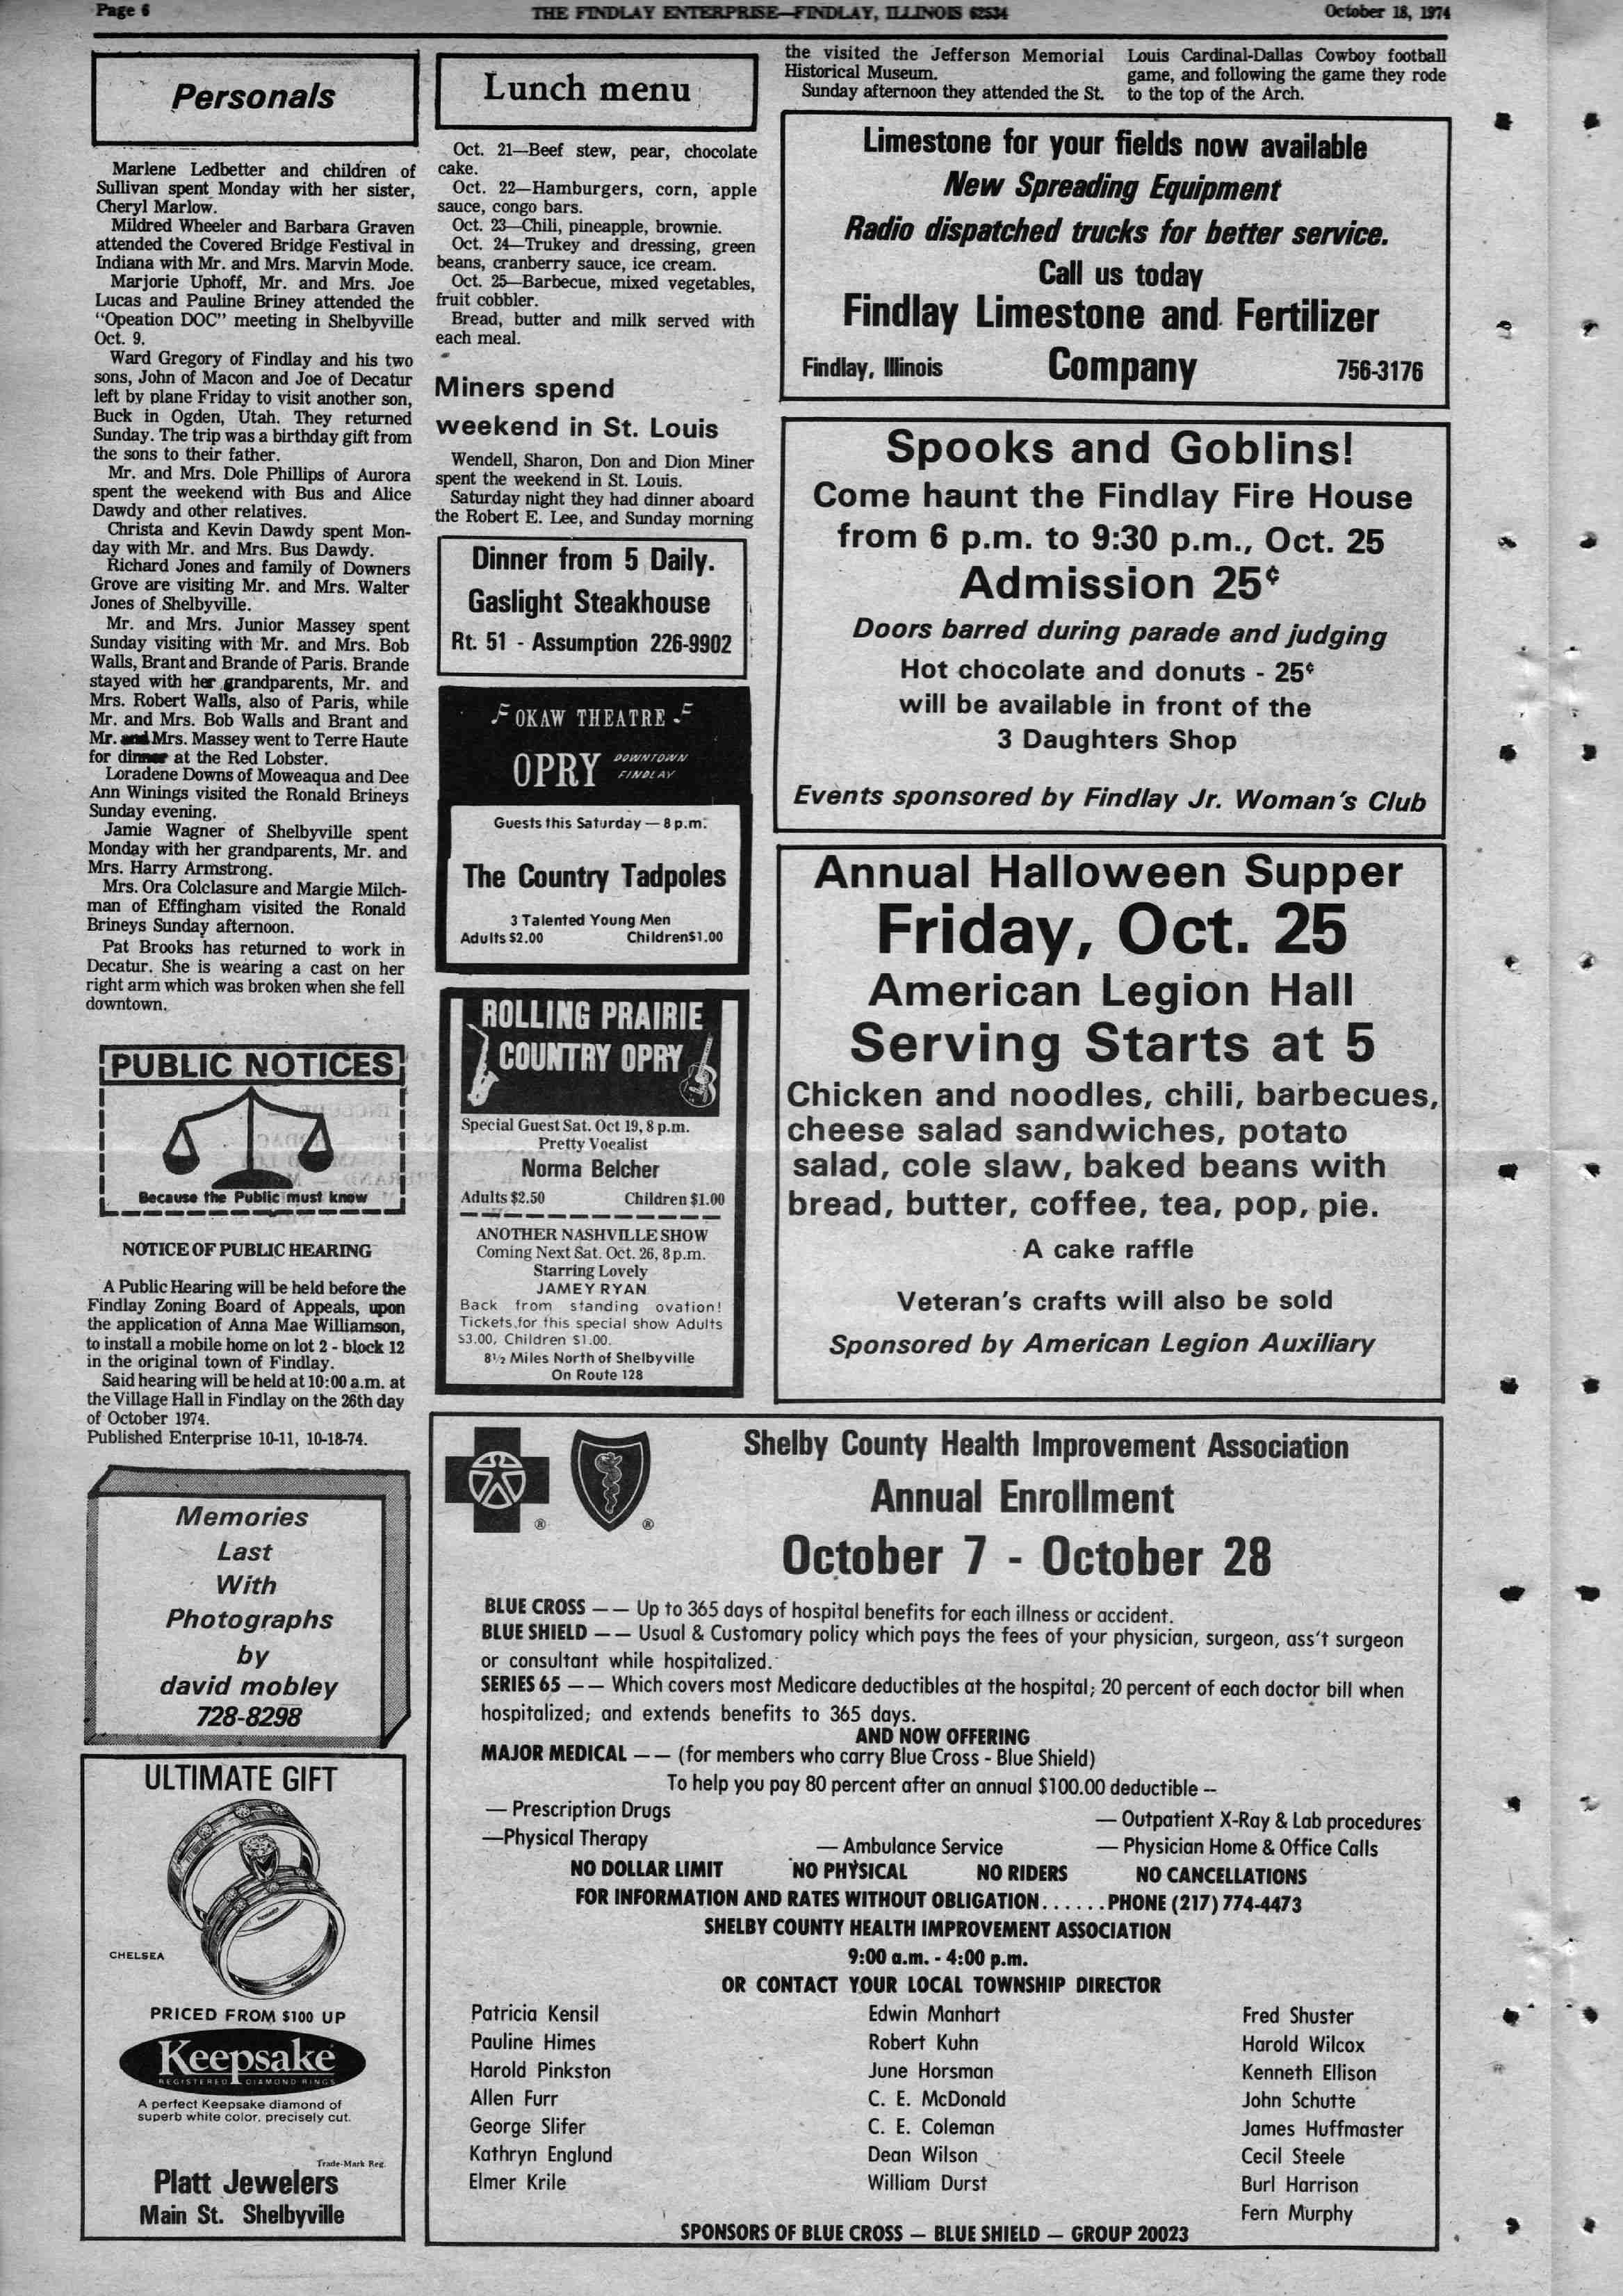 Page 6
THE FINDLAY ENTERPRISE—FINDLAY, ILLINOIS 62534
October 18, 1974
Personals
Marlene Ledbetter and children of
Sullivan spent Monday with her sister,
Cheryl Marlow.
Mildred Wheeler and Barbara Graven
attended the Covered Bridge Festival in
Indiana with Mr. and Mrs. Marvin Mode.
Marjorie Uphoff, Mr. and Mrs. Joe
Lucas and Pauline Briney attended the
"Opeation DOC" meeting in Shelbyville
Oct. 9.
Ward Gregory of Findlay and his two
sons, John of Macon and Joe of Decatur
left by plane Friday to visit another son,
Buck in Ogden, Utah. They returned
Sunday. The trip was a birthday gift from
the sons to their father.
Mr. and Mrs. Dole Phillips of Aurora
spent the weekend with Bus and Alice
Dawdy and other relatives.
Christa and Kevin Dawdy spent Mon-
day with Mr. and Mrs. Bus Dawdy.
Richard Jones and family of Downers
Grove are visiting Mr. and Mrs. Walter
Jones of Shelbyville.
Mr. and Mrs. Junior Massey spent
Sunday visiting with Mr. and Mrs. Bob
Walls, Brant and Brande of Paris. Brande
stayed with her grandparents, Mr. and
Mrs. Robert Walls, also of Paris, while
Mr. and Mrs. Bob Walls and Brant and
Mr. and Mrs. Massey went to Terre Haute
for dinner at the Red Lobster.
Loradene Downs of Moweaqua and Dee
Ann Winings visited the Ronald Brineys
Sunday evening.
Jamie Wagner of Shelbyville spent
Monday with her grandparents, Mr. and
Mrs. Harry Armstrong.
Mrs. Ora Colclasure and Margie Milch-
man of Effingham visited the Ronald
Brineys Sunday afternoon.
Pat Brooks has returned to work in
Decatur. She is wearing a cast on her
right arm which was broken when she fell
downtown.
PUBLIC NOTICES
Because the Public must know
NOTICE OF PUBLIC HEARING
A Public Hearing will be held before the
Findlay Zoning Board of Appeals, upon
the application of Anna Mae Williamson,
to install a mobile home on lot 2 - block 12
in the original town of Findlay.
Said hearing will be held at 10:00 a.m. at
the Village Hall in Findlay on the 26th day
of October 1974.
Published Enterprise 10-11, 10-18-74.
Memories
Last
With
Photographs
by
david mobley
728-8298
ULTIMATE GIFT
CHELSEA
PRICED FROM $100 UP
Keepsake
REGISTERED DIAMOND RINGS
A perfect Keepsake diamond of
superb white color, precisely cut.
Trade-Mark Reg.
Platt Jewelers
Main St. Shelbyville
Lunch menu
Oct. 21—Beef stew, pear, chocolate
cake.
Oct. 22—Hamburgers, corn, apple
sauce, congo bars.
Oct. 23—Chili, pineapple, brownie.
Oct. 24—Trukey and dressing, green
beans, cranberry sauce, ice cream.
Oct. 25—Barbecue, mixed vegetables,
fruit cobbler.
Bread, butter and milk served with
each meal.
Miners spend
weekend in St. Louis
Wendell, Sharon, Don and Dion Miner
spent the weekend in St. Louis.
Saturday night they had dinner aboard
the Robert E. Lee, and Sunday morning
the visited the Jefferson Memorial
Historical Museum.
Sunday afternoon they attended the St.
Louis Cardinal-Dallas Cowboy football
game, and following the game they rode
to the top of the Arch.
Dinner from 5 Daily.
Gaslight Steakhouse
Rt. 51 - Assumption 226-9902
OKAW THEATRE
OPRY DOWNTOWN
FINDLAY
Guests this Saturday — 8 p.m.
The Country Tadpoles
3 Talented Young Men
Adults $2.00 Children $1.00
ROLLING PRAIRIE
COUNTRY OPRY
Special Guest Sat. Oct 19, 8 p.m.
Pretty Vocalist
Norma Belcher
Adults $2.50 Children $1.00
ANOTHER NASHVILLE SHOW
Coming Next Sat. Oct. 26, 8 p.m.
Starring Lovely
JAMEY RYAN
Back from standing ovation!
Tickets for this special show Adults
$3.00, Children $1.00.
8½ Miles North of Shelbyville
On Route 128
Limestone for your fields now available
New Spreading Equipment
Radio dispatched trucks for better service.
Call us today
Findlay Limestone and Fertilizer
Findlay, Illinois Company 756-3176
Spooks and Goblins!
Come haunt the Findlay Fire House
from 6 p.m. to 9:30 p.m., Oct. 25
Admission 25¢
Doors barred during parade and judging
Hot chocolate and donuts - 25¢
will be available in front of the
3 Daughters Shop
Events sponsored by Findlay Jr. Woman's Club
Annual Halloween Supper
Friday, Oct. 25
American Legion Hall
Serving Starts at 5
Chicken and noodles, chili, barbecues,
cheese salad sandwiches, potato
salad, cole slaw, baked beans with
bread, butter, coffee, tea, pop, pie.
A cake raffle
Veteran's crafts will also be sold
Sponsored by American Legion Auxiliary
® ®
Shelby County Health Improvement Association
Annual Enrollment
October 7 - October 28
BLUE CROSS —— Up to 365 days of hospital benefits for each illness or accident.
BLUE SHIELD —— Usual & Customary policy which pays the fees of your physician, surgeon, ass't surgeon
or consultant while hospitalized.
SERIES 65 —— Which covers most Medicare deductibles at the hospital; 20 percent of each doctor bill when
hospitalized; and extends benefits to 365 days.
AND NOW OFFERING
MAJOR MEDICAL —— (for members who carry Blue Cross - Blue Shield)
To help you pay 80 percent after an annual $100.00 deductible --
— Prescription Drugs
— Outpatient X-Ray & Lab procedures
—Physical Therapy — Ambulance Service — Physician Home & Office Calls
NO DOLLAR LIMIT NO PHYSICAL NO RIDERS NO CANCELLATIONS
FOR INFORMATION AND RATES WITHOUT OBLIGATION...... PHONE (217) 774-4473
SHELBY COUNTY HEALTH IMPROVEMENT ASSOCIATION
9:00 a.m. - 4:00 p.m.
OR CONTACT YOUR LOCAL TOWNSHIP DIRECTOR
Patricia Kensil Edwin Manhart Fred Shuster
Pauline Himes Robert Kuhn Harold Wilcox
Harold Pinkston June Horsman Kenneth Ellison
Allen Furr C. E. McDonald John Schutte
George Slifer C. E. Coleman James Huffmaster
Kathryn Englund Dean Wilson Cecil Steele
Elmer Krile William Durst Burl Harrison
Fern Murphy
SPONSORS OF BLUE CROSS — BLUE SHIELD — GROUP 20023